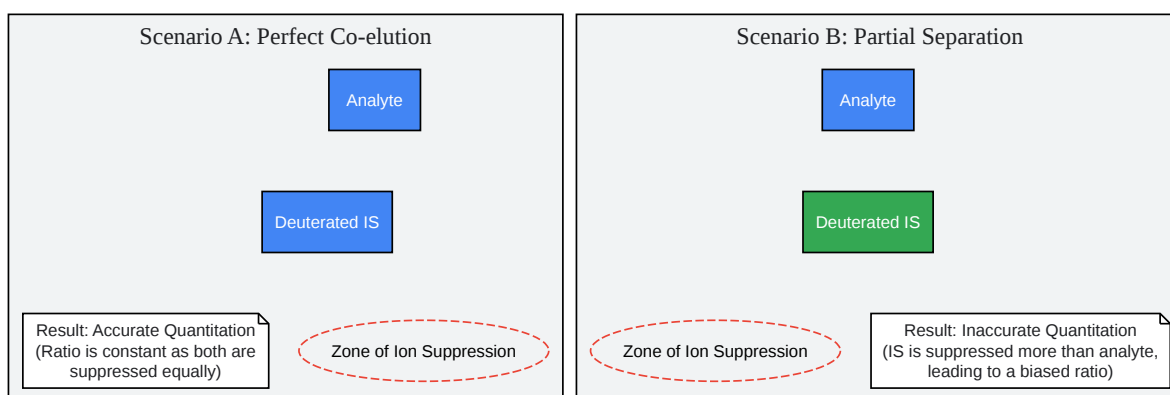 Scenario A: Perfect Co-elution
Analyte
Deuterated IS
Result: Accurate Quantitation
(Ratio is constant as both are
suppressed equally)
Zone of Ion Suppression
Scenario B: Partial Separation
Analyte
Deuterated IS
Zone of Ion Suppression
Result: Inaccurate Quantitation
(IS is suppressed more than analyte,
leading to a biased ratio)